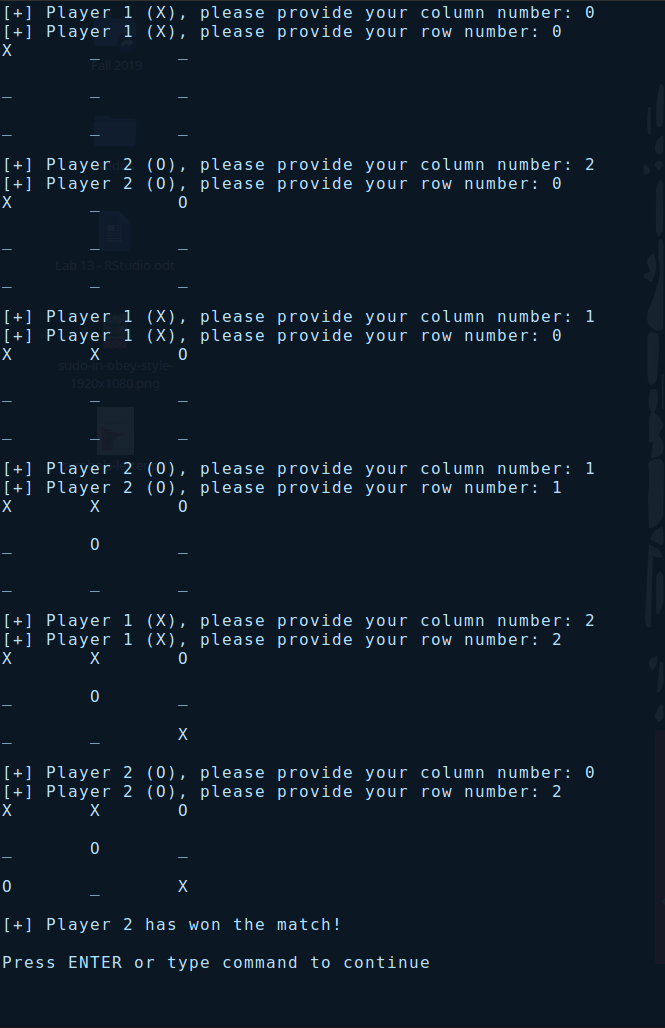 [+] Player 1 (X), please provide your column number: 0
[+] Player 1 (X), please provide your row number: 0
X _ _
Fall 2019
_ _ _
_ _ _
[+] Player 2 (O), please provide your column number: 2
[+] Player 2 (O), please provide your row number: 0
X _ O
_ _ _
Lab 13 -RStudio.odt
_ _ _
[+] Player 1 (X), please provide your column number: 1
[+] Player 1 (X), please provide your row number: 0
X X O
sudo-in-obey-style-
1920x1080.png
_ _ _
_ _ _
[+] Player 2 (O), please provide your column number: 1
[+] Player 2 (O), please provide your row number: 1
X X O
_ O _
_ _ _
[+] Player 1 (X), please provide your column number: 2
[+] Player 1 (X), please provide your row number: 2
X X O
_ O _
_ _ X
[+] Player 2 (O), please provide your column number: 0
[+] Player 2 (O), please provide your row number: 2
X X O
_ O _
O _ X
[+] Player 2 has won the match!
Press ENTER or type command to continue